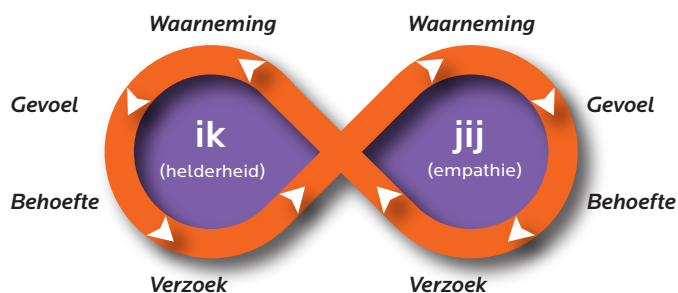 Waarneming Waarneming
Gevoel Gevoel
ik jij
(helderheid) (empathie)
Behoefte Behoefte
Verzoek Verzoek